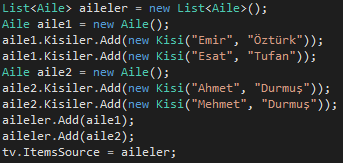 List<Aile> aileler = new List<Aile>();
Aile aile1 = new Aile();
aile1.Kisiler.Add(new Kisi("Emir", "Öztürk"));
aile1.Kisiler.Add(new Kisi("Esat", "Tufan"));
Aile aile2 = new Aile();
aile2.Kisiler.Add(new Kisi("Ahmet", "Durmuş"));
aile2.Kisiler.Add(new Kisi("Mehmet", "Durmuş"));
aileler.Add(aile1);
aileler.Add(aile2);
tv.ItemsSource = aileler;